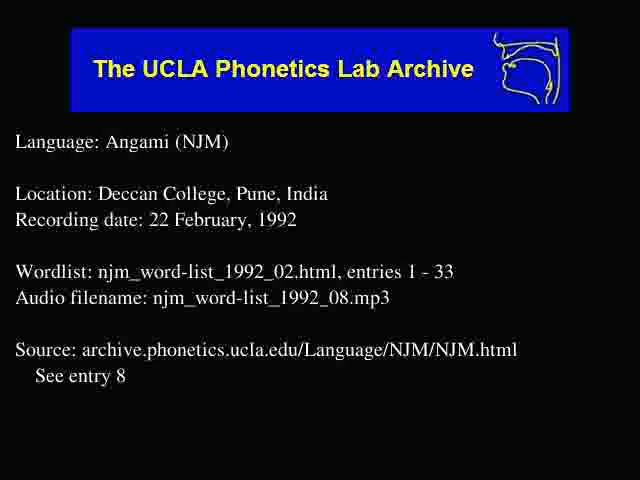 The UCLA Phonetics Lab Archive
Language: Angami (NJM)
Location: Deccan College, Pune, India
Recording date: 22 February, 1992
Wordlist: njm_word-list_1992_02.html, entries 1 - 33
Audio filename: njm_word-list_1992_08.mp3
Source: archive.phonetics.ucla.edu/Language/NJM/NJM.html
See entry 8